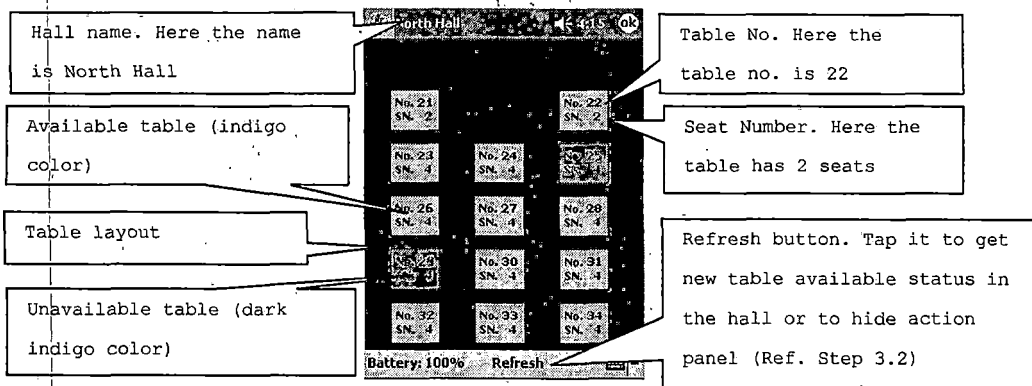 Hall name. Here the name
is North Hall
Available table (indigo
color)
Table layout
Unavailable table (dark
indigo color)
North Hall 4:15 ok
No. 21
SN. 2
No. 22
SN. 2
No. 23
SN. 4
No. 24
SN. 4
No. 26
SN. 4
No. 27
SN. 4
No. 28
SN. 4
No. 30
SN. 4
No. 31
SN. 4
No. 32
SN. 4
No. 33
SN. 4
No. 34
SN. 4
Battery: 100% Refresh
Table No. Here the
table no. is 22
Seat Number. Here the
table has 2 seats
Refresh button. Tap it to get
new table available status in
the hall or to hide action
panel (Ref. Step 3.2)